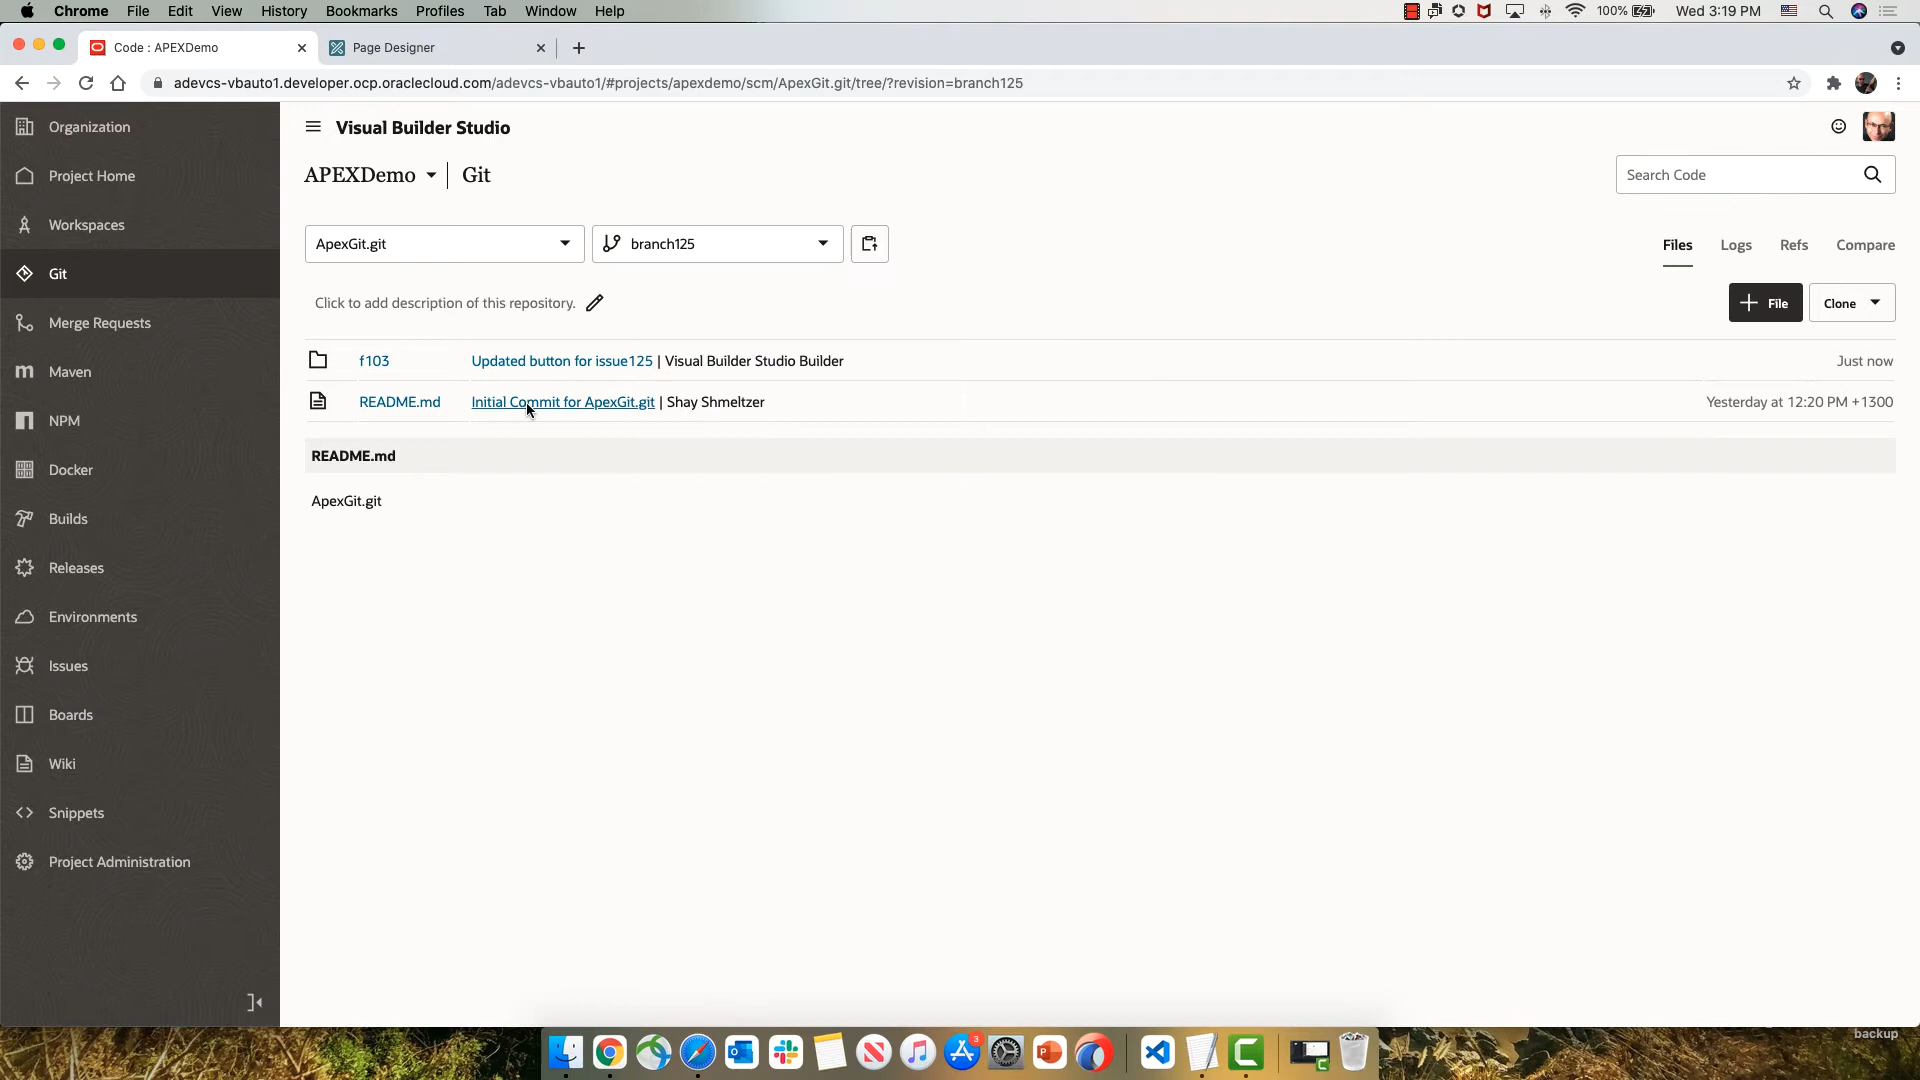 Chrome File Edit View History Bookmarks Profiles Tab Window Help 100% Wed 3:19 PM
Code : APEXDemo Page Designer
adevcs-vbauto1.developer.ocp.oraclecloud.com/adevcs-vbauto1/#projects/apexdemo/scm/ApexGit.git/tree/?revision=branch125
Organization
Project Home
Workspaces
Git
Merge Requests
Maven
NPM
Docker
Builds
Releases
Environments
Issues
Boards
Wiki
Snippets
Project Administration
Visual Builder Studio
APEXDemo Git
Search Code
ApexGit.git branch125
Files Logs Refs Compare
Click to add description of this repository.
+ File Clone
f103 Updated button for issue125 | Visual Builder Studio Builder Just now
README.md Initial Commit for ApexGit.git | Shay Shmeltzer Yesterday at 12:20 PM +1300
README.md
ApexGit.git
3
backup